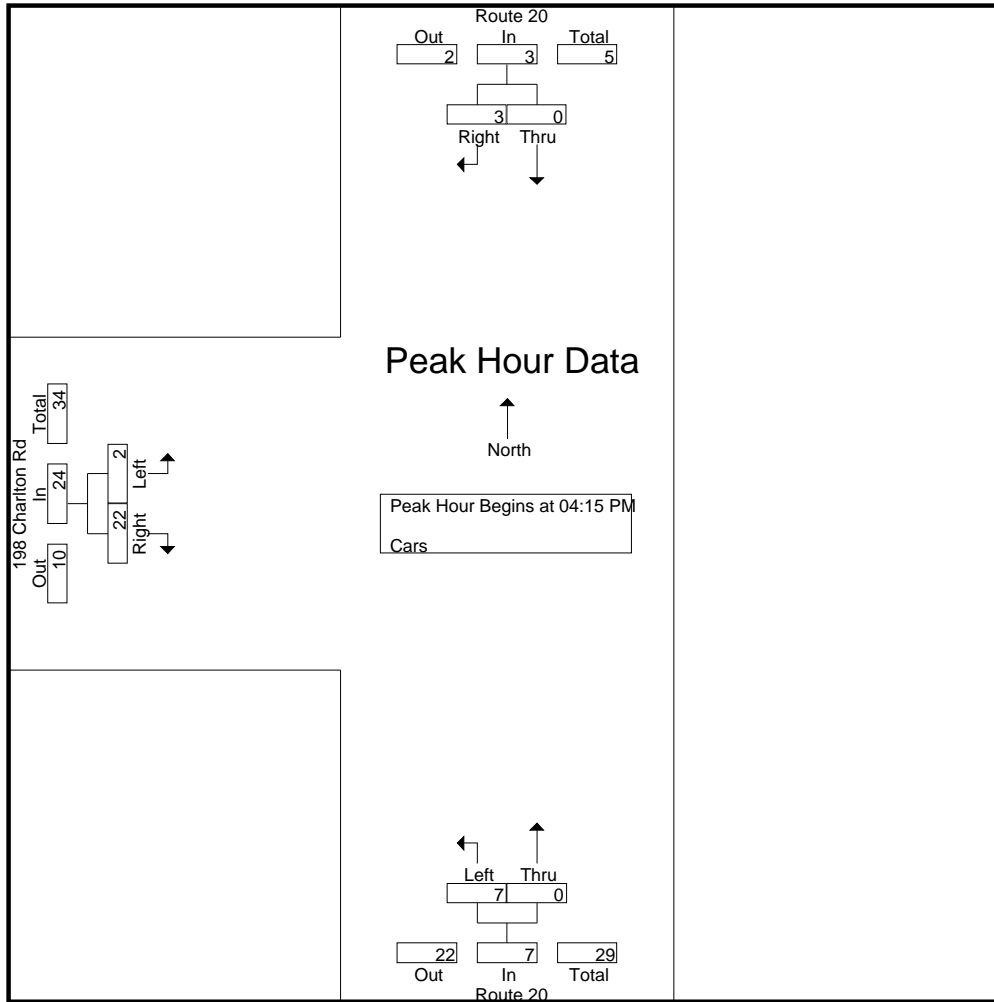 Route 20
Out In Total
2 3 5
3 0
Right Thru
Peak Hour Data
North
198 Charlton Rd
Out In Total
10 24 34
22 2
Right Left
Peak Hour Begins at 04:15 PM
Cars
Left Thru
7 0
22 7 29
Out In Total
Route 20